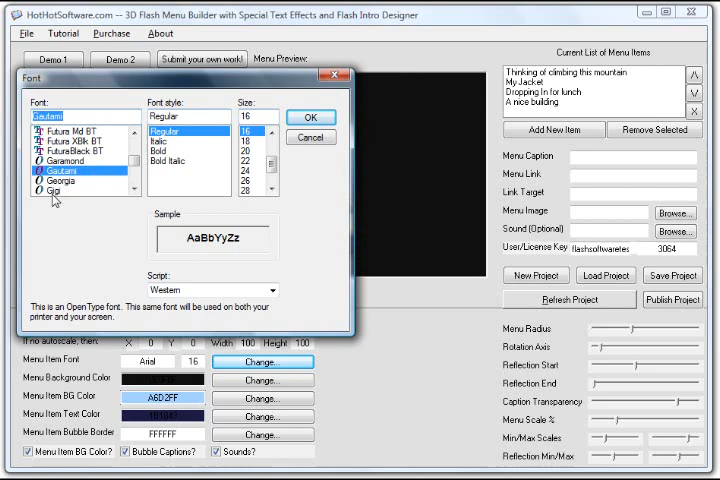 HotHotSoftware.com -- 3D Flash Menu Builder with Special Text Effects and Flash Intro Designer
File Tutorial Purchase About
Demo 1 Demo 2 Submit your own work! Menu Preview:
Current List of Menu Items
Thinking of climbing this mountain
My Jacket
Dropping In for lunch
A nice building
/\
\/
X
Add New Item Remove Selected
Menu Caption
Menu Link
Link Target
Menu Image Browse...
Sound (Optional) Browse...
User/License Key flashsoftwaretes 3064
New Project Load Project Save Project
Refresh Project Publish Project
Font
Font: Font style: Size:
Gautami Regular 16
OK
Cancel
Futura Md BT
Futura XBlk BT
FuturaBlack BT
Garamond
Gautami
Georgia
Gigi
Regular
Italic
Bold
Bold Italic
16
18
20
22
24
26
28
Sample
AaBbYyZz
Script:
Western
This is an OpenType font. This same font will be used on both your
printer and your screen.
If no autoscale, then: X 0 Y 0 Width 100 Height 100
Menu Item Font Arial 16 Change...
Menu Background Color Change...
Menu Item BG Color A6D2FF Change...
Menu Item Text Color Change...
Menu Item Bubble Border FFFFFF Change...
Menu Item BG Color? Bubble Captions? Sounds?
Menu Radius
Rotation Axis
Reflection Start
Reflection End
Caption Transparency
Menu Scale %
Min/Max Scales
Reflection Min/Max